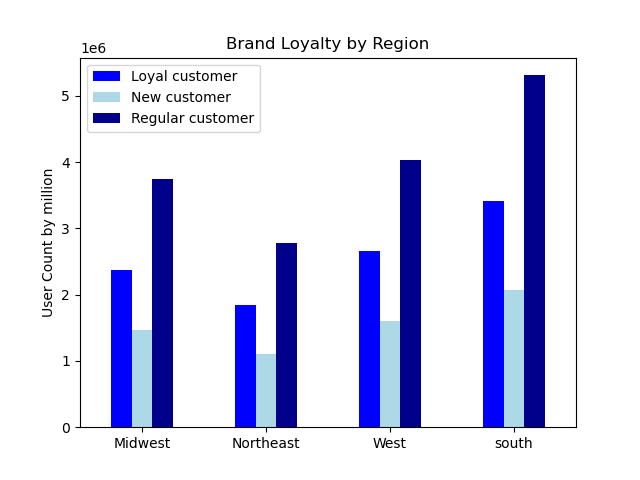 Brand Loyalty by Region
1e6
Loyal customer
New customer
Regular customer
User Count by million
5
4
3
2
1
0
Midwest Northeast West south